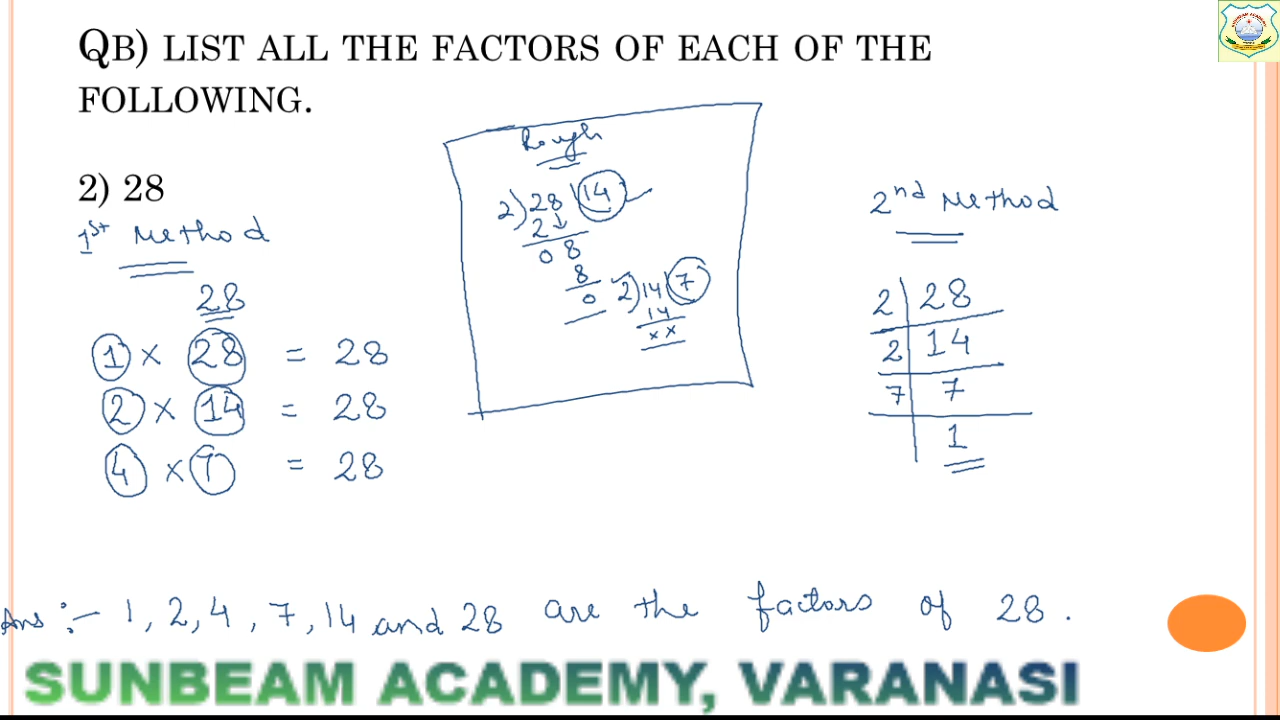 QB) LIST ALL THE FACTORS OF EACH OF THE
FOLLOWING.
2) 28
1st Method
28
1 × 28 = 28
2 × 14 = 28
4 × 7 = 28
Rough
2) 28 ( 14
2 ↓
0 8
8
0
2) 14 ( 7
14
x x
2nd Method
2 | 28
2 | 14
7 | 7
1
Ans :- 1, 2, 4, 7, 14 and 28 are the factors of 28.
SUNBEAM ACADEMY, VARANASI